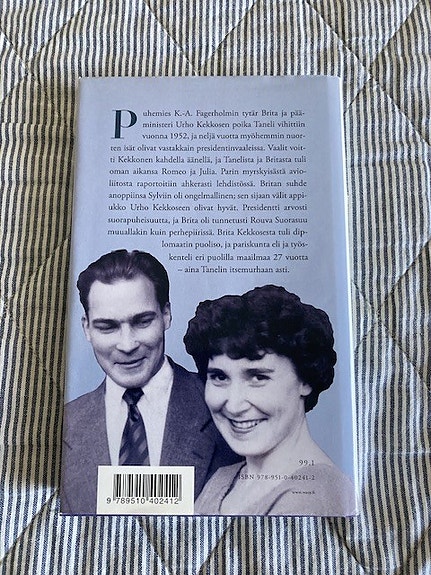 Puhemies K.-A. Fagerholmin tytär Brita ja pää-
ministeri Urho Kekkosen poika Taneli vihittiin
vuonna 1952, ja neljä vuotta myöhemmin nuor-
ten isät olivat vastakkain presidentinvaaleissa. Vaalit voit-
ti Kekkonen kahdella äänellä, ja Tanelista ja Britasta tuli
oman aikansa Romeo ja Julia. Parin myrskyisästä avio-
liitosta raportoitiin ahkerasti lehdistössä. Britan suhde
anoppiinsa Sylviin oli ongelmallinen; sen sijaan välit appi-
ukko Urho Kekkoseen olivat hyvät. Presidentti arvosti
suorapuheisuutta, ja Brita oli tunnetusti Rouva Suorasuu
muuallakin kuin perhepiirissä. Brita Kekkosesta tuli dip-
lomaatin puoliso, ja pariskunta eli ja työs-
kenteli eri puolilla maailmaa 27 vuotta
– aina Tanelin itsemurhaan asti.
99.1
ISBN 978-951-0-40241-2
www.wsoy.fi
9 789510 402412